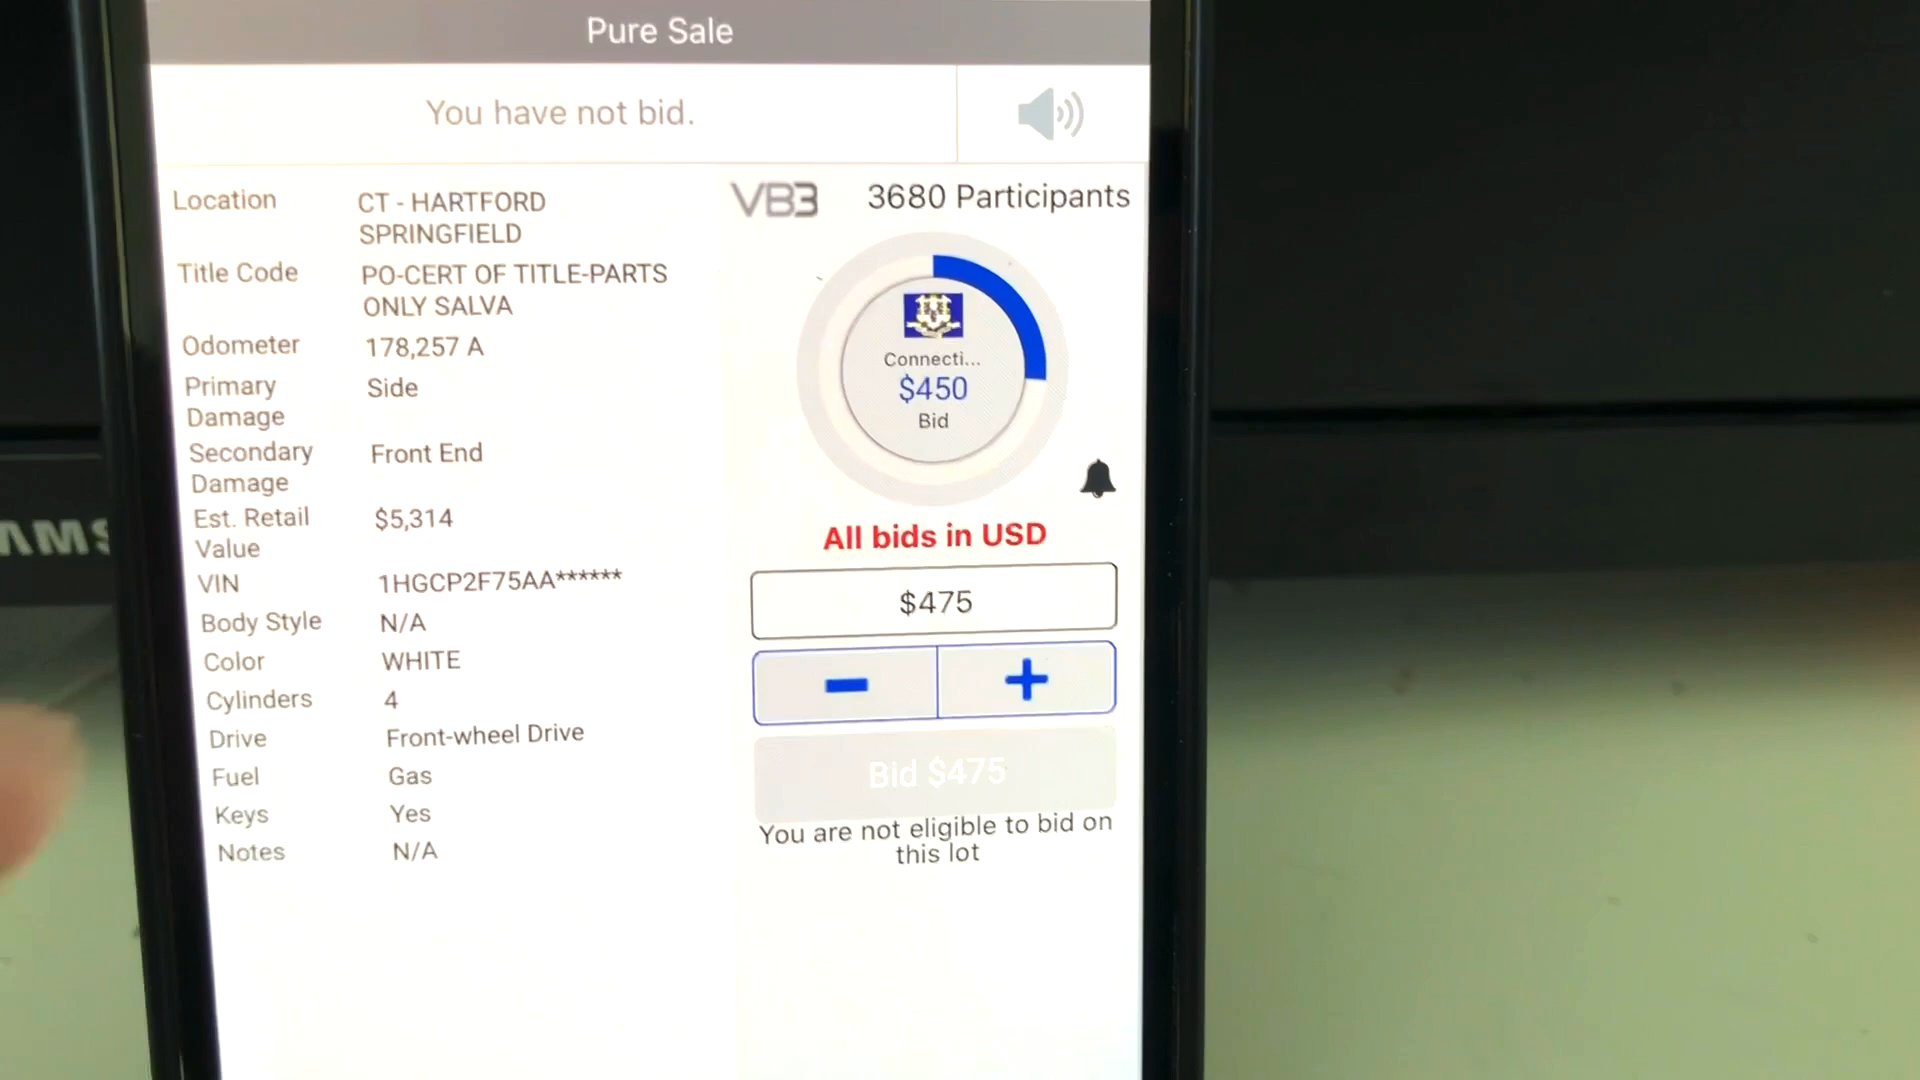 Pure Sale
You have not bid.
Location CT - HARTFORD
SPRINGFIELD
Title Code PO-CERT OF TITLE-PARTS
ONLY SALVA
Odometer 178,257 A
Primary Side
Damage
Secondary Front End
Damage
Est. Retail $5,314
Value
VIN 1HGCP2F75AA******
Body Style N/A
Color WHITE
Cylinders 4
Drive Front-wheel Drive
Fuel Gas
Keys Yes
Notes N/A
VB3 3680 Participants
Connecti...
$450
Bid
All bids in USD
$475
Bid $475
You are not eligible to bid on
this lot
AMS